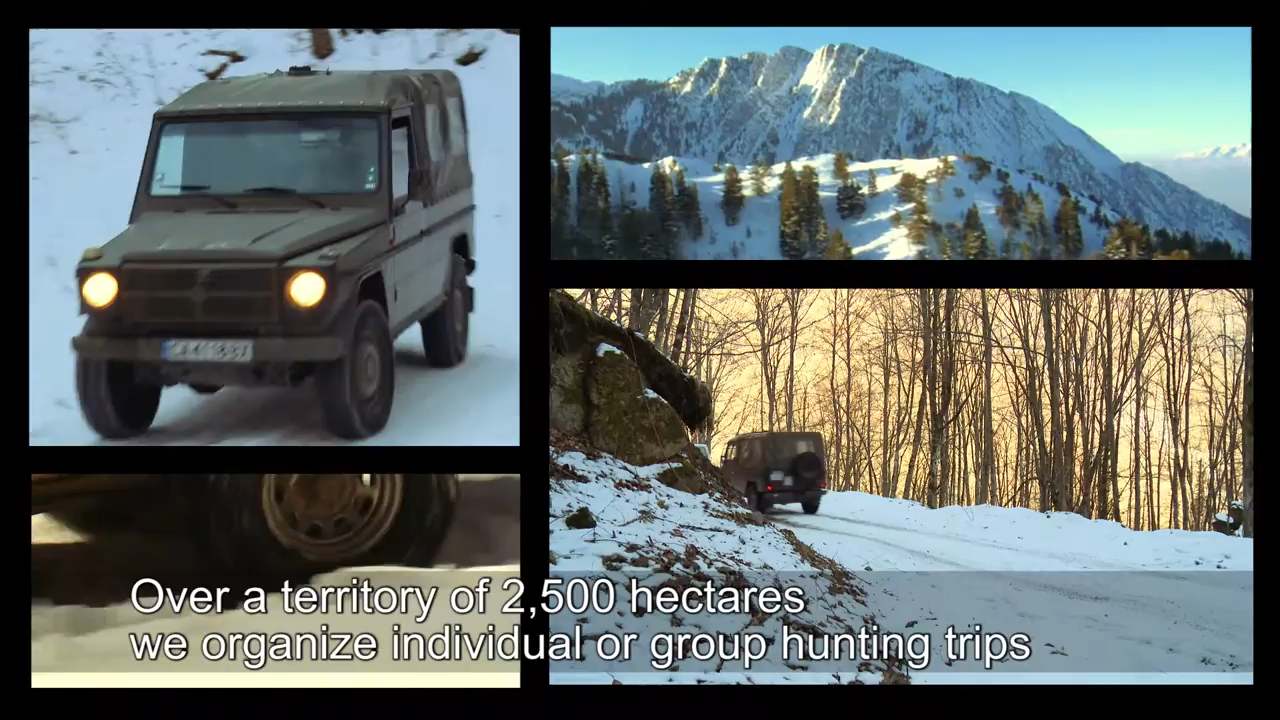 Over a territory of 2,500 hectares
we organize individual or group hunting trips